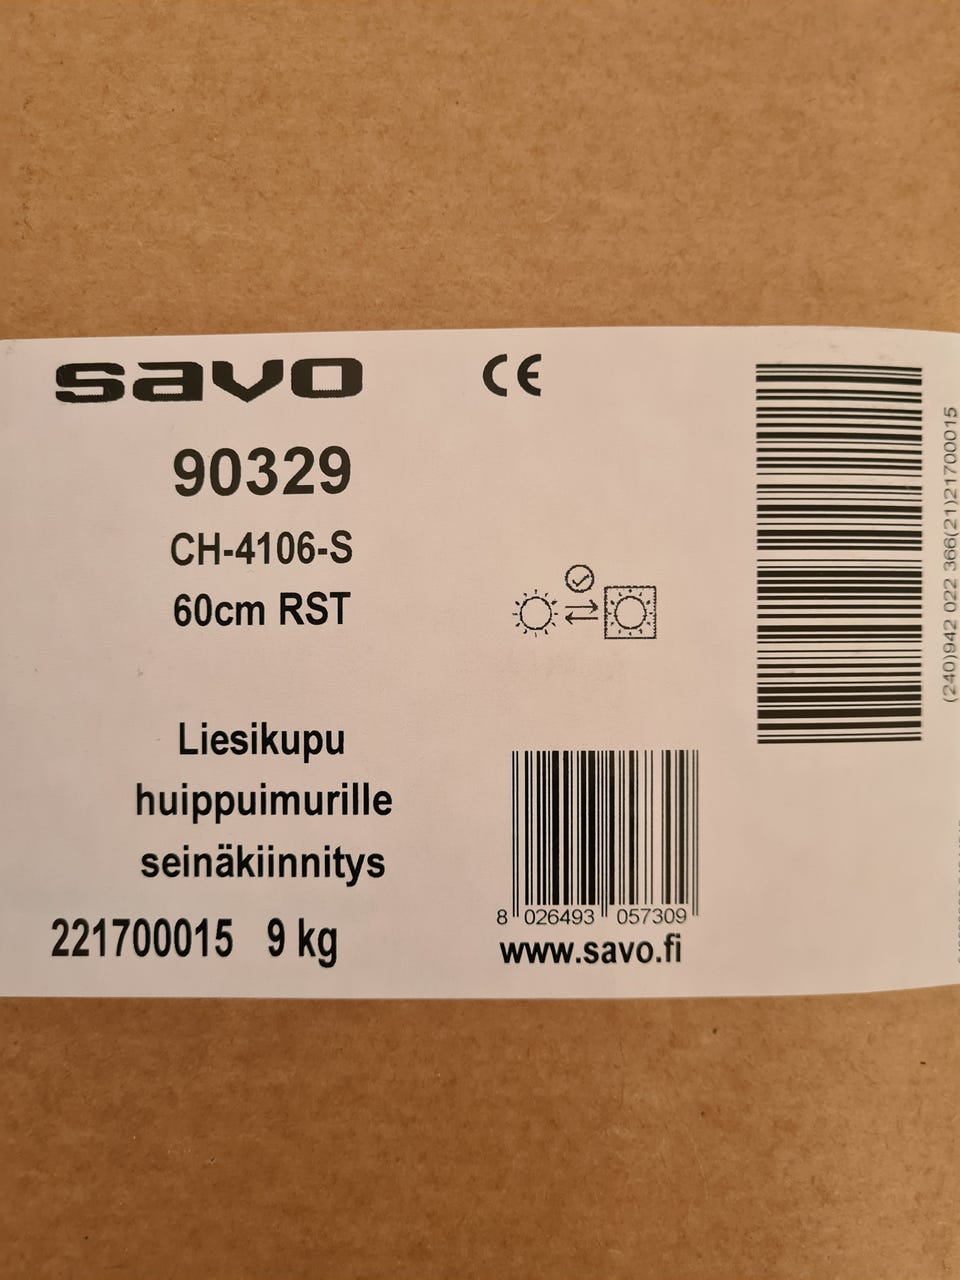 savo
CE
90329
CH-4106-S
60cm RST
Liesikupu
huippuimurille
seinäkiinnitys
221700015 9 kg
8 026493 057309
www.savo.fi
(240)942 022 366(21)21700015